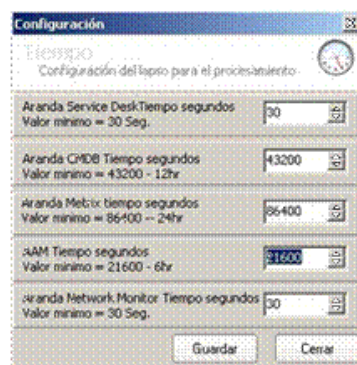 Configuración
Tiempo
Configuración del lapso para el procesamiento
Aranda Service DeskTiempo segundos
30
Valor minimo = 30 Seg.
Aranda CMDB Tiempo segundos
43200
Valor minimo = 43200 - 12hr
Aranda Metrix tiempo segundos
86400
Valor minimo = 86400 -- 24hr
AAM Tiempo segundos
21600
Valor minimo = 21600 - 6hr
Aranda Network Monitor Tiempo segundos
30
Valor minimo = 30 Seg.
Guardar
Cerrar